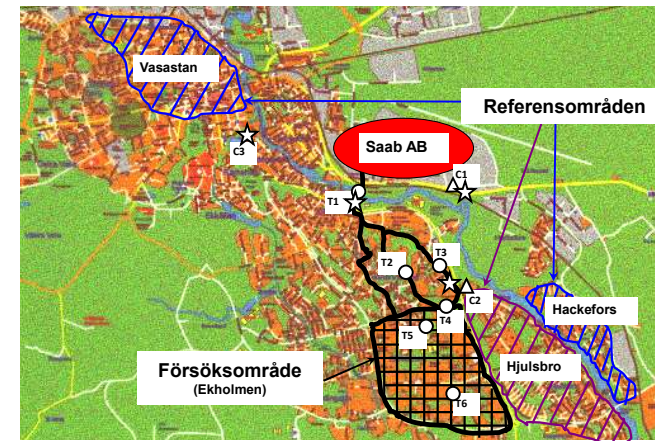 Vasastan
Referensområden
Saab AB
C3
C1
T1
T3
T2
C2
T4
Hackefors
T5
Försöksområde
(Ekholmen)
Hjulsbro
T6